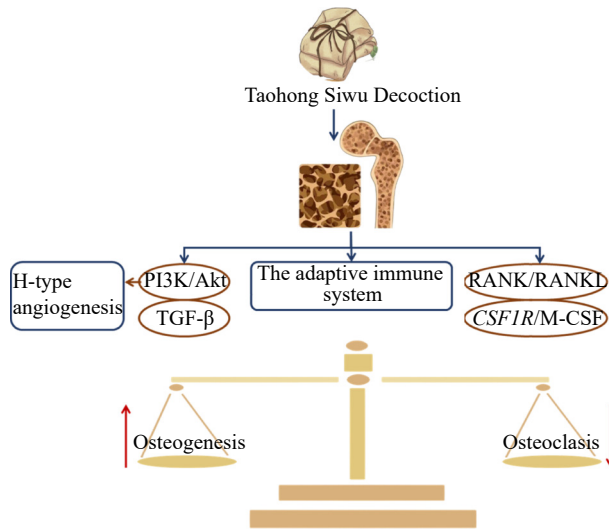 Taohong Siwu Decoction
H-type
angiogenesis
PI3K/Akt
TGF-β
The adaptive immune
system
RANK/RANKL
CSF1R/M-CSF
Osteogenesis
Osteoclasis